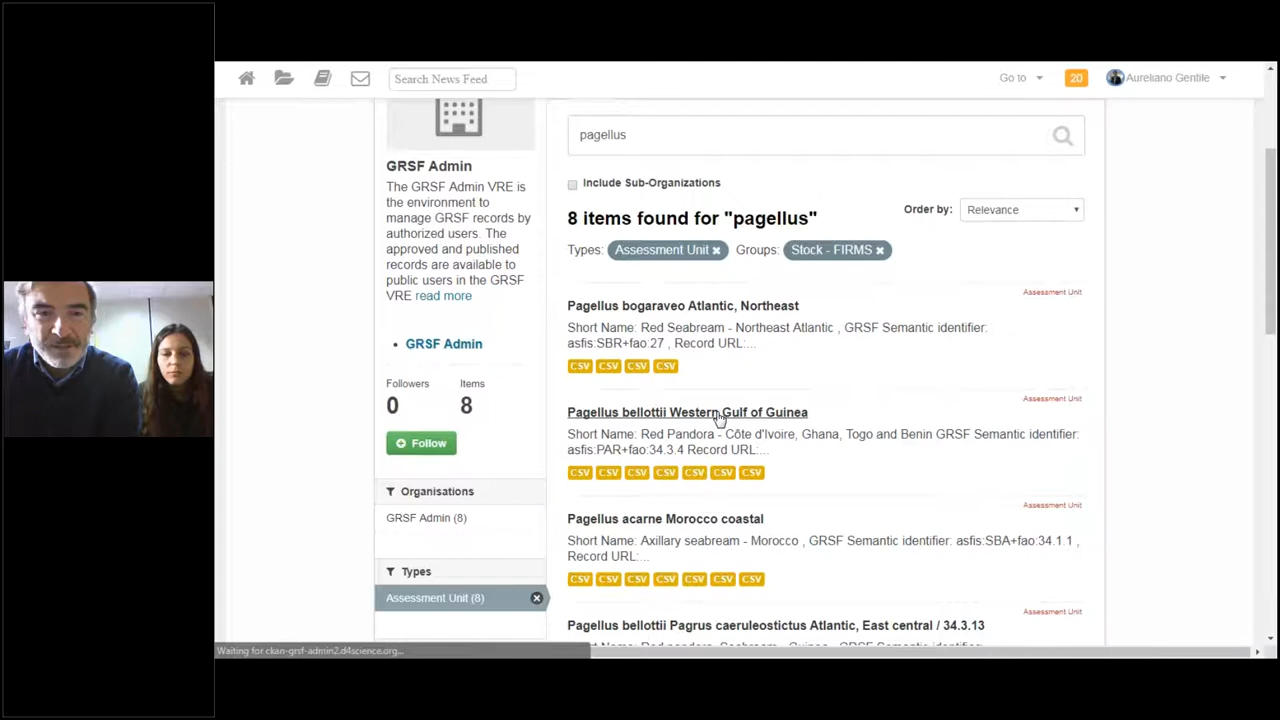 Search News Feed
Go to
20
Aureliano Gentile
pagellus
GRSF Admin
The GRSF Admin VRE is
the environment to
manage GRSF records by
authorized users. The
approved and published
records are available to
public users in the GRSF
VRE read more
GRSF Admin
Followers
Items
0
8
Follow
Organisations
GRSF Admin (8)
Types
Assessment Unit (8)
Include Sub-Organizations
8 items found for "pagellus"
Order by:
Relevance
Types: Assessment Unit Groups: Stock - FIRMS
Assessment Unit
Pagellus bogaraveo Atlantic, Northeast
Short Name: Red Seabream - Northeast Atlantic , GRSF Semantic identifier:
asfis:SBR+fao:27 , Record URL:...
CSV CSV CSV CSV
Assessment Unit
Pagellus bellottii Western Gulf of Guinea
Short Name: Red Pandora - Côte d'Ivoire, Ghana, Togo and Benin GRSF Semantic identifier:
asfis:PAR+fao:34.3.4 Record URL:...
CSV CSV CSV CSV CSV CSV CSV
Assessment Unit
Pagellus acarne Morocco coastal
Short Name: Axillary seabream - Morocco , GRSF Semantic identifier: asfis:SBA+fao:34.1.1 ,
Record URL:...
CSV CSV CSV CSV CSV CSV CSV
Assessment Unit
Pagellus bellottii Pagrus caeruleostictus Atlantic, East central / 34.3.13
Waiting for ckan-grsf-admin2.d4science.org...